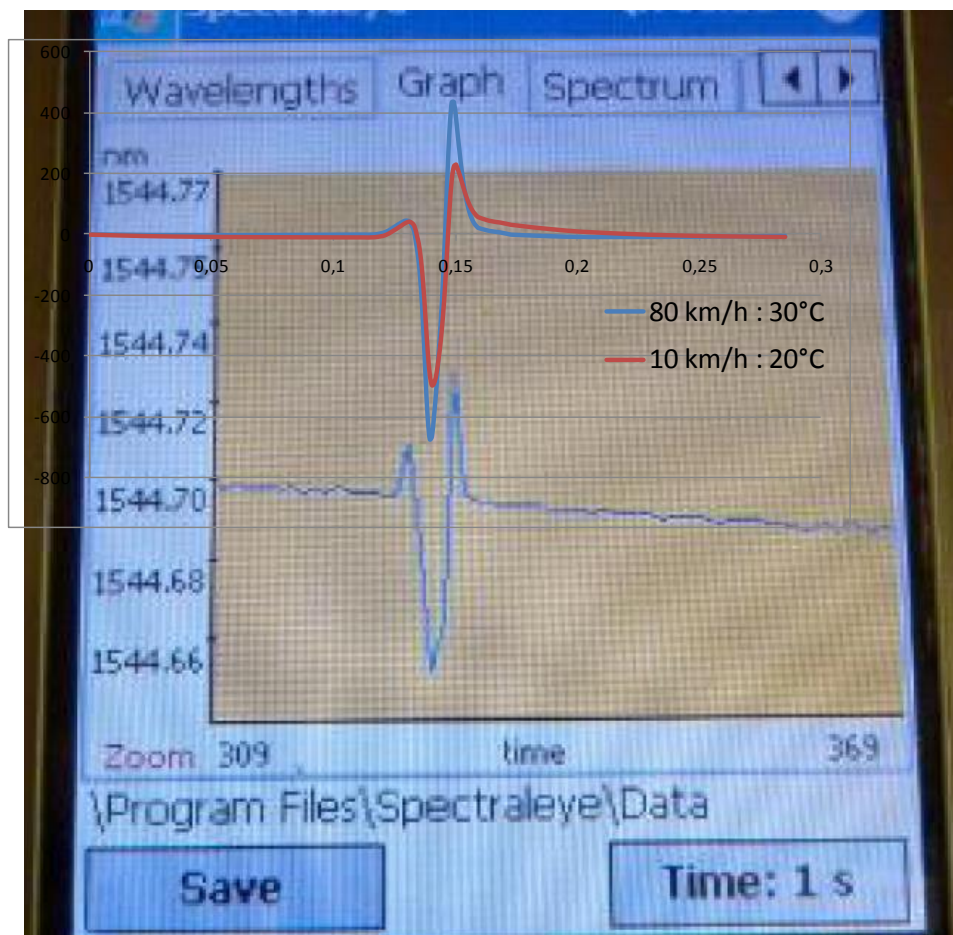 Spectraleye
600
Wavelengths Graph Spectrum
400
nm
200
1544.77
0
0 0,05 0,1 0,15 0,2 0,25 0,3
-200
80 km/h : 30°C
1544.74
10 km/h : 20°C
-400
1544.72
-600
-800
1544.70
1544.68
1544.66
Zoom 309 time 369
\Program Files\Spectraleye\Data
Save Time: 1 s